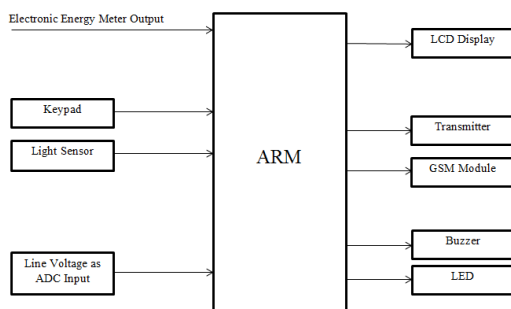 Electronic Energy Meter Output
Keypad
Light Sensor
Line Voltage as
ADC Input
ARM
LCD Display
Transmitter
GSM Module
Buzzer
LED